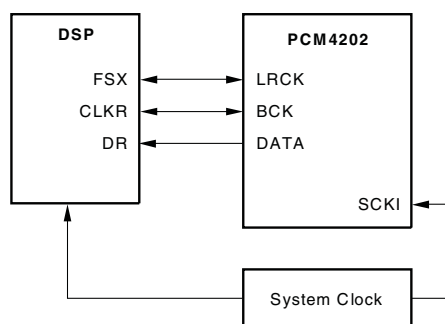 DSP
PCM4202
FSX
LRCK
CLKR
BCK
DR
DATA
SCKI
System Clock